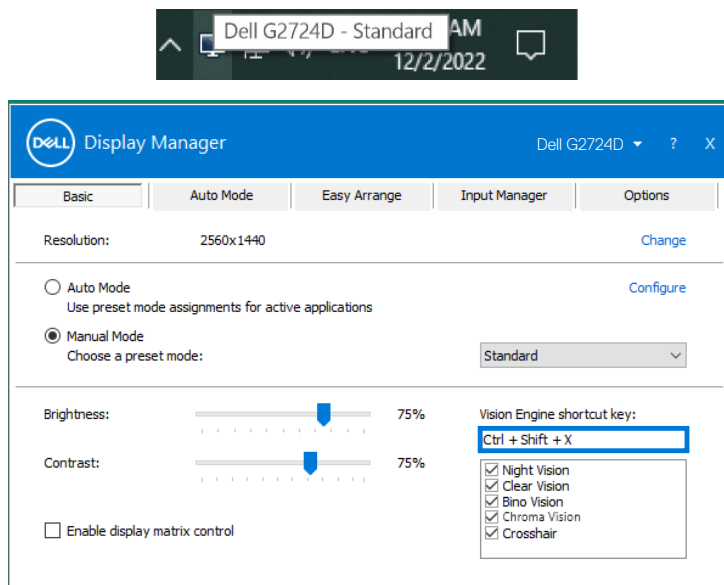 Dell G2724D - Standard
AM
12/2/2022
DELL
Display Manager
Dell G2724D
?
X
Basic
Auto Mode
Easy Arrange
Input Manager
Options
Resolution:
2560x1440
Change
Auto Mode
Configure
Use preset mode assignments for active applications
Manual Mode
Choose a preset mode:
Standard
Brightness:
75%
Vision Engine shortcut key:
Ctrl + Shift + X
Contrast:
75%
Night Vision
Clear Vision
Bino Vision
Chroma Vision
Crosshair
Enable display matrix control